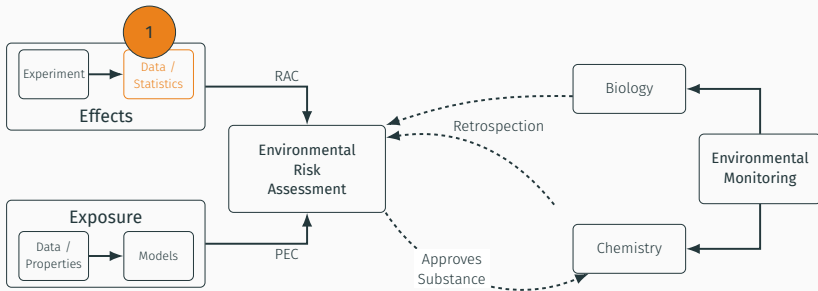 1
Experiment
Data /
Statistics
Effects
RAC
Exposure
Data /
Properties
Models
PEC
Environmental
Risk
Assessment
Retrospection
Approves
Substance
Biology
Chemistry
Environmental
Monitoring